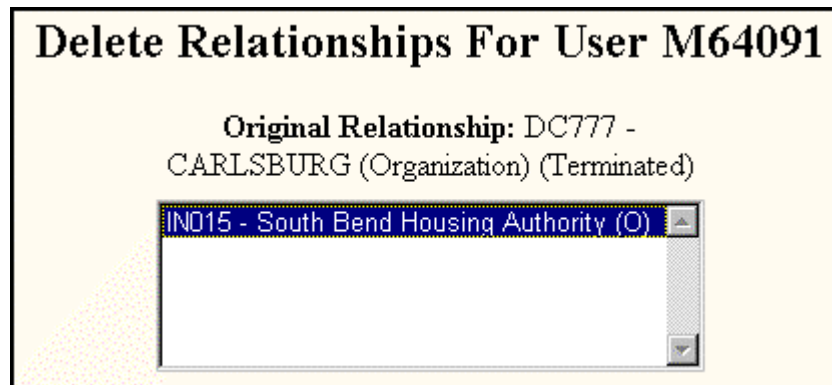 Delete Relationships For User M64091
Original Relationship: DC777 -
CARLSBURG (Organization) (Terminated)
IN015 - South Bend Housing Authority (O)